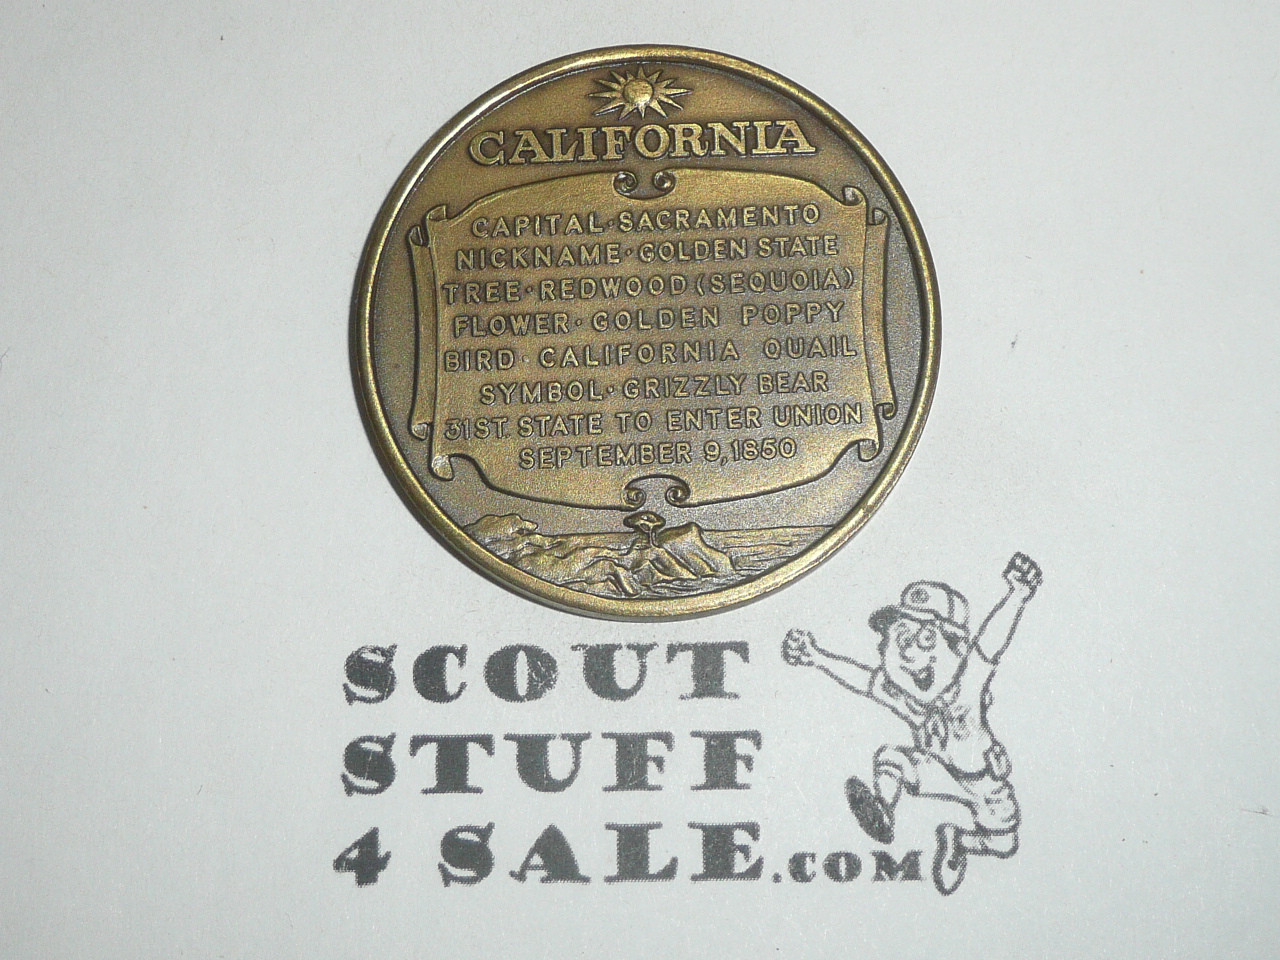 CALIFORNIA
CAPITAL·SACRAMENTO
NICKNAME·GOLDEN STATE
TREE·REDWOOD (SEQUOIA)
FLOWER·GOLDEN POPPY
BIRD·CALIFORNIA QUAIL
SYMBOL·GRIZZLY BEAR
31ST. STATE TO ENTER UNION
SEPTEMBER 9, 1850
SCOUT
STUFF
4 SALE.COM